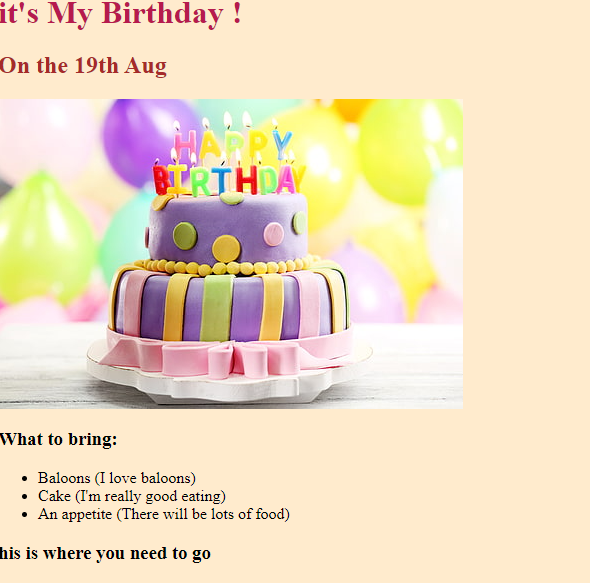 it's My Birthday !
On the 19th Aug
HAPPY
BIRTHDAY
What to bring:
Baloons (I love baloons)
Cake (I'm really good eating)
An appetite (There will be lots of food)
his is where you need to go